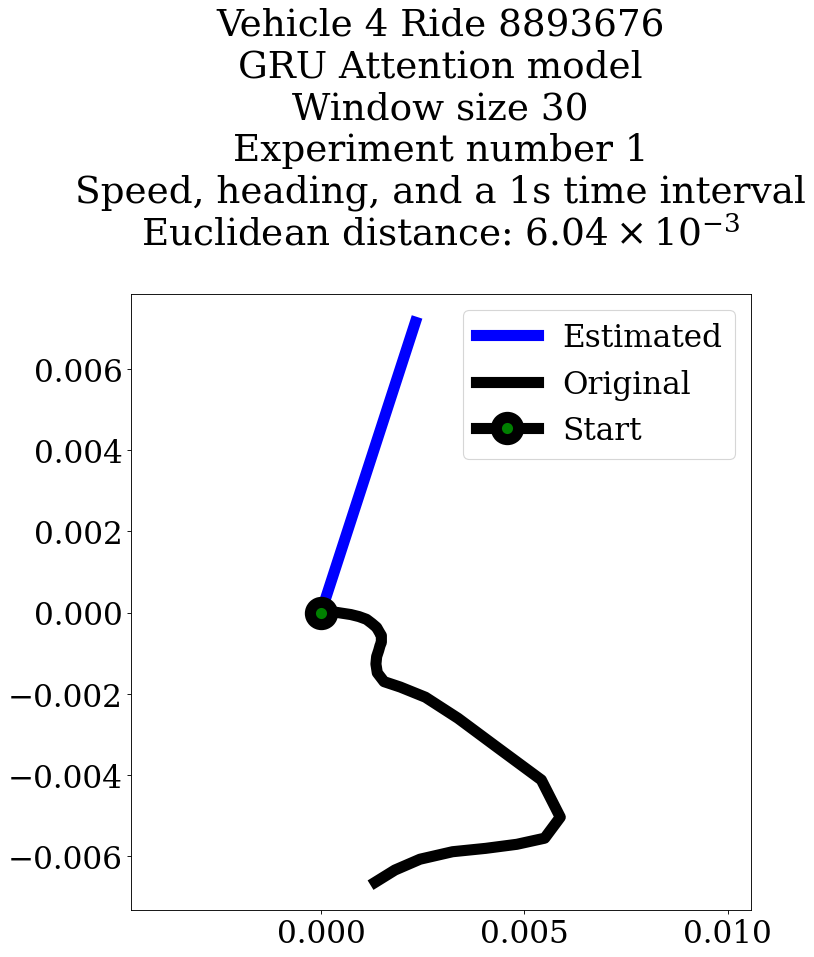 Vehicle 4 Ride 8893676
GRU Attention model
Window size 30
Experiment number 1
Speed, heading, and a 1s time interval
Euclidean distance: 6.04 × 10⁻³
Estimated
Original
Start
0.006
0.004
0.002
0.000
−0.002
−0.004
−0.006
0.000 0.005 0.010